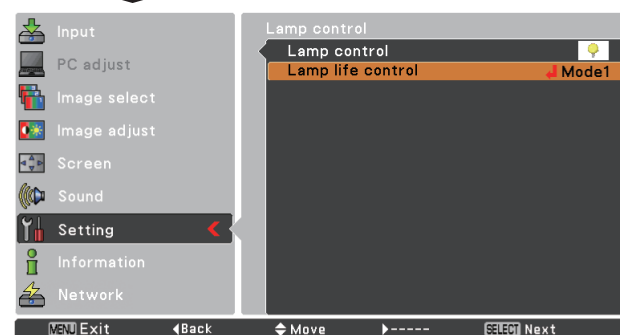 Input
PC adjust
Image select
Image adjust
Screen
Sound
Setting
Information
Network
Lamp control
Lamp control
Lamp life control Mode1
MENU Exit ◀Back Move ▶----- SELECT Next